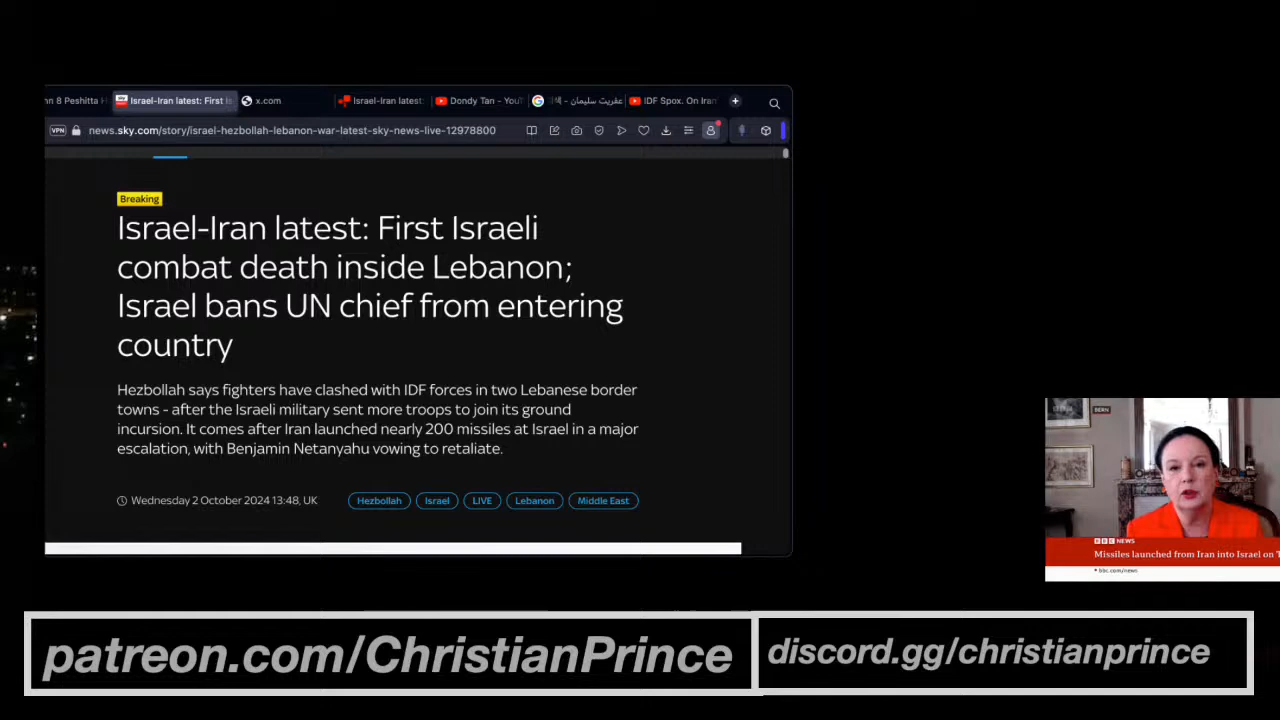 n 8 Peshitta H
Israel-Iran latest: First Is
x.com
Israel-Iran latest:
Dondy Tan - YouT
عفريت سليمان -
IDF Spox. On Iran'
VPN
news.sky.com/story/israel-hezbollah-lebanon-war-latest-sky-news-live-12978800
Breaking
Israel-Iran latest: First Israeli
combat death inside Lebanon;
Israel bans UN chief from entering
country
Hezbollah says fighters have clashed with IDF forces in two Lebanese border
towns - after the Israeli military sent more troops to join its ground
incursion. It comes after Iran launched nearly 200 missiles at Israel in a major
escalation, with Benjamin Netanyahu vowing to retaliate.
Wednesday 2 October 2024 13:48, UK
Hezbollah
Israel
LIVE
Lebanon
Middle East
BERN
BBC NEWS
Missiles launched from Iran into Israel on T
• bbc.com/news
patreon.com/ChristianPrince
discord.gg/christianprince